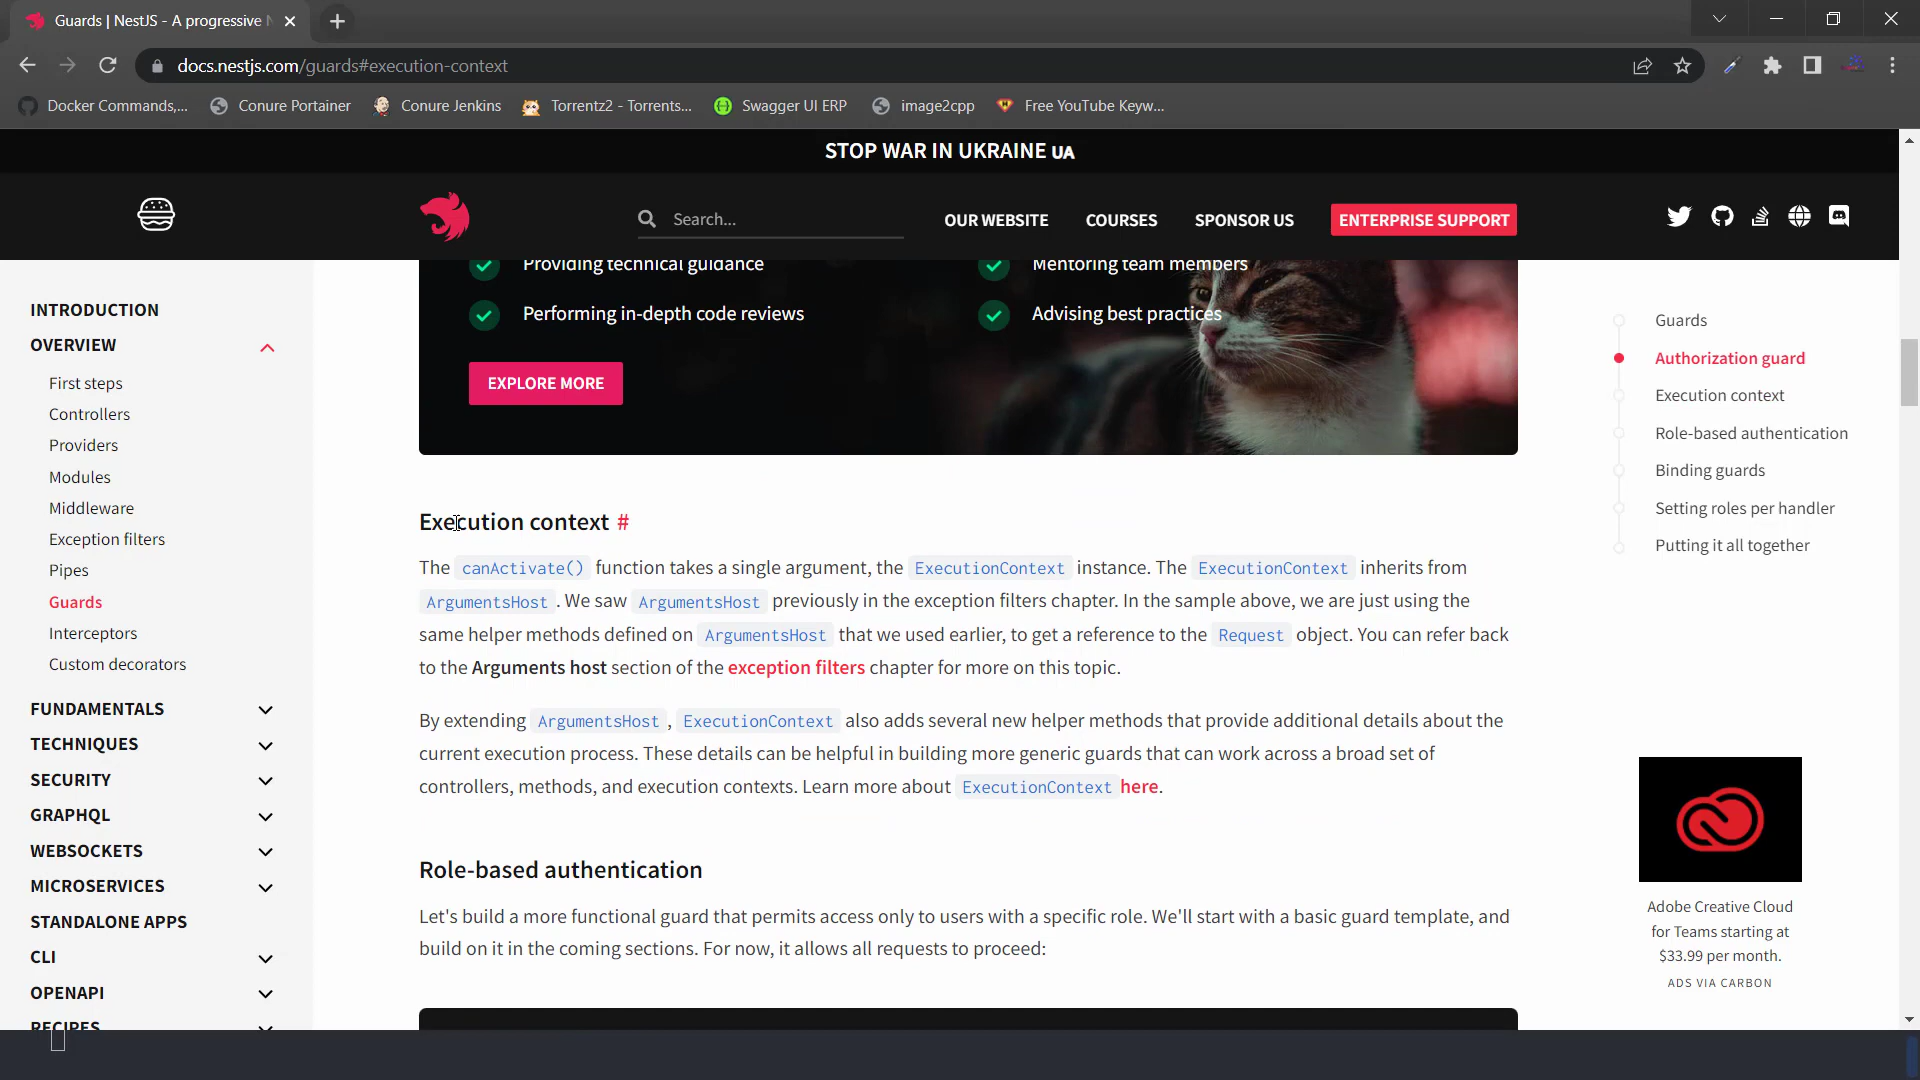 Guards | NestJS - A progressive N
docs.nestjs.com/guards#execution-context
Docker Commands,...
Conure Portainer
Conure Jenkins
Torrentz2 - Torrents...
Swagger UI ERP
image2cpp
Free YouTube Keyw...
STOP WAR IN UKRAINE UA
Search...
OUR WEBSITE
COURSES
SPONSOR US
ENTERPRISE SUPPORT
INTRODUCTION
OVERVIEW
First steps
Controllers
Providers
Modules
Middleware
Exception filters
Pipes
Guards
Interceptors
Custom decorators
FUNDAMENTALS
TECHNIQUES
SECURITY
GRAPHQL
WEBSOCKETS
MICROSERVICES
STANDALONE APPS
CLI
OPENAPI
RECIPES
Providing technical guidance
Mentoring team members
Performing in-depth code reviews
Advising best practices
EXPLORE MORE
Execution context #
The canActivate() function takes a single argument, the ExecutionContext instance. The ExecutionContext inherits from
ArgumentsHost . We saw ArgumentsHost previously in the exception filters chapter. In the sample above, we are just using the
same helper methods defined on ArgumentsHost that we used earlier, to get a reference to the Request object. You can refer back
to the Arguments host section of the exception filters chapter for more on this topic.
By extending ArgumentsHost , ExecutionContext also adds several new helper methods that provide additional details about the
current execution process. These details can be helpful in building more generic guards that can work across a broad set of
controllers, methods, and execution contexts. Learn more about ExecutionContext here.
Role-based authentication
Let's build a more functional guard that permits access only to users with a specific role. We'll start with a basic guard template, and
build on it in the coming sections. For now, it allows all requests to proceed:
Guards
Authorization guard
Execution context
Role-based authentication
Binding guards
Setting roles per handler
Putting it all together
Adobe Creative Cloud
for Teams starting at
$33.99 per month.
ADS VIA CARBON